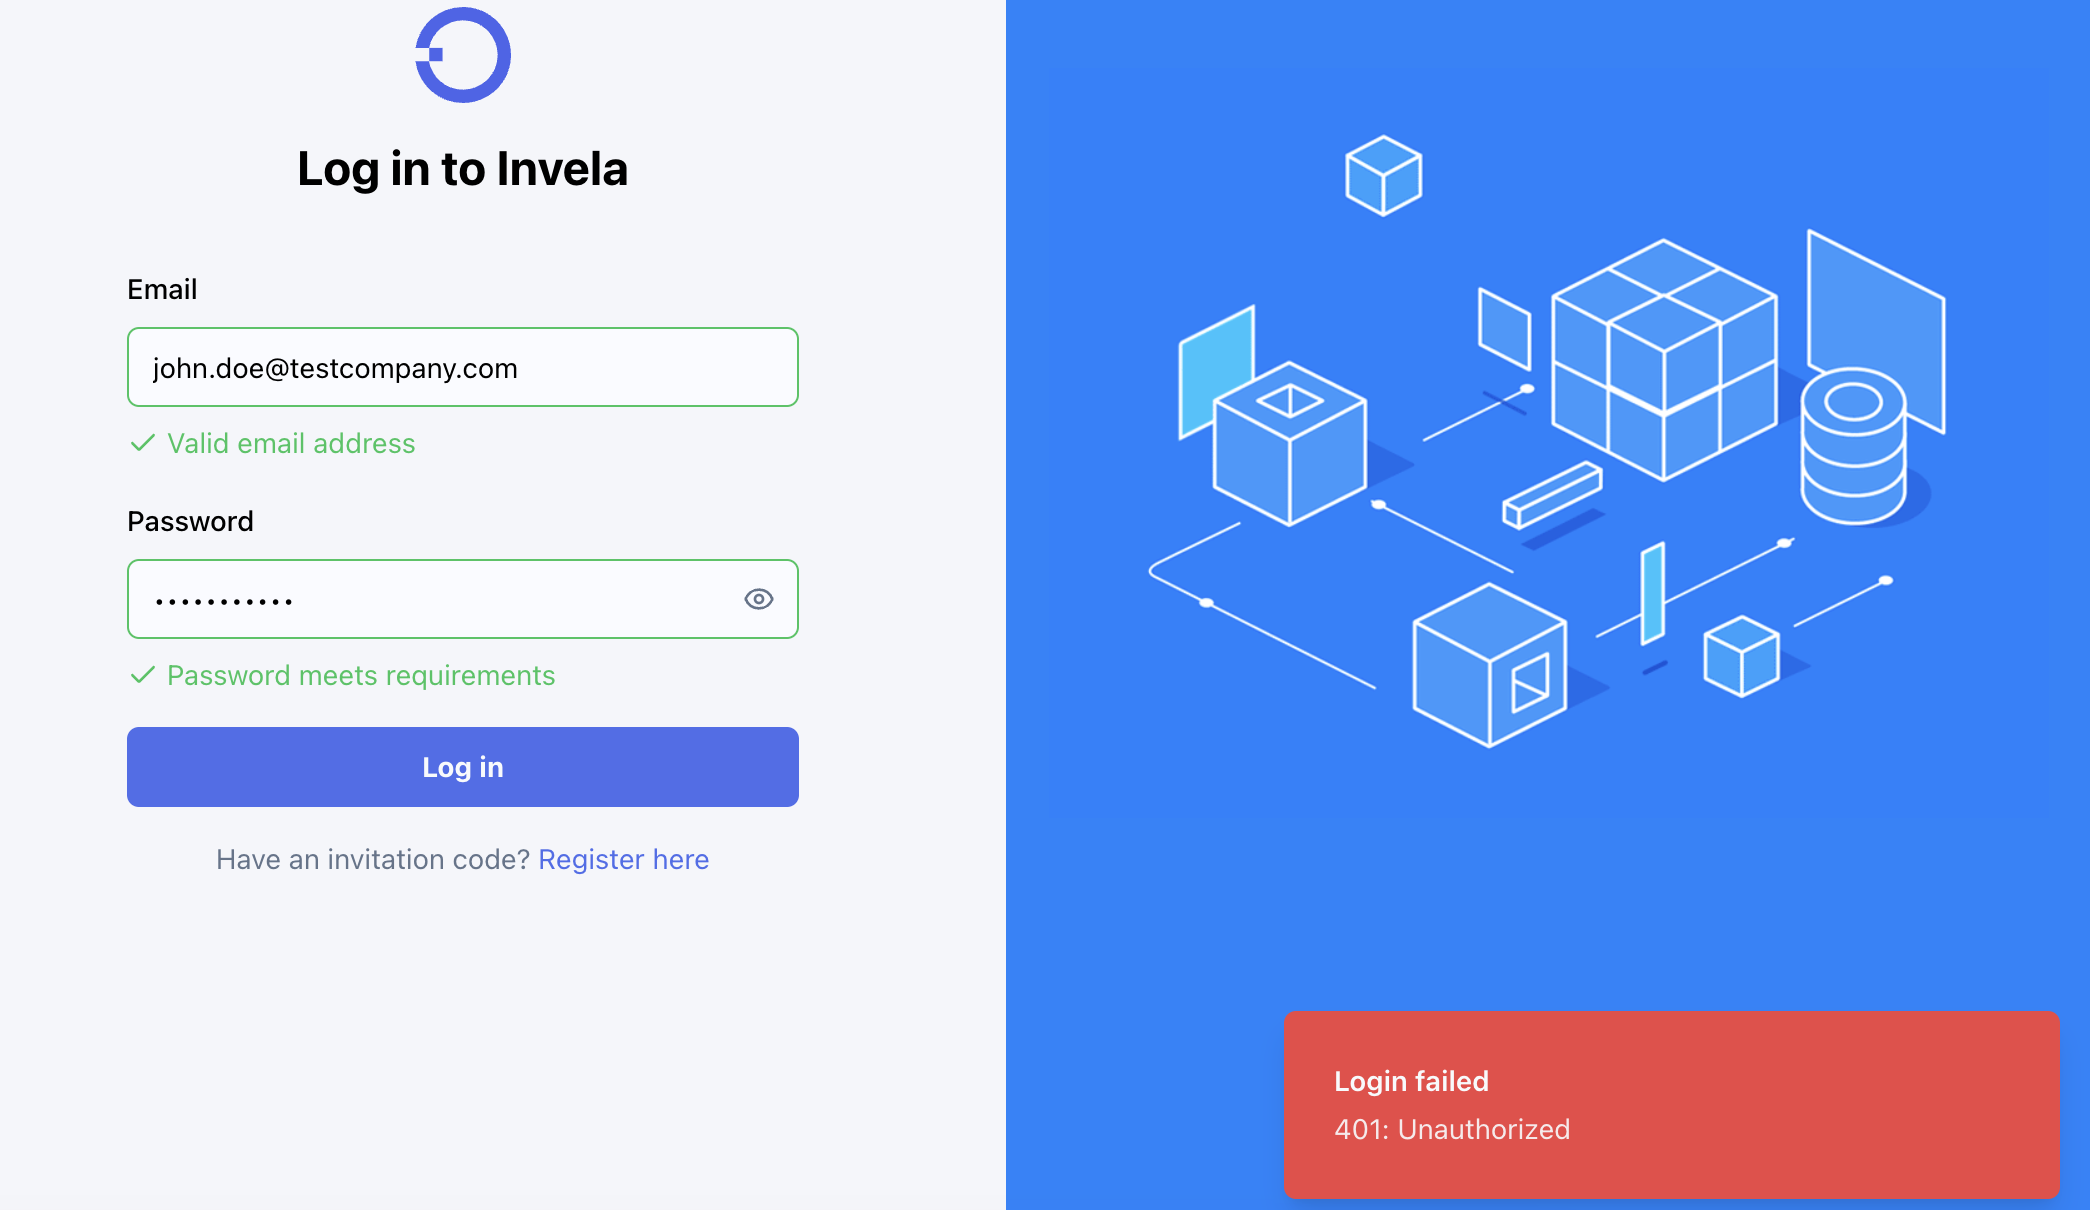 Log in to Invela
Email
john.doe@testcompany.com
Valid email address
Password
•••••••••••
Password meets requirements
Log in
Have an invitation code? Register here
Login failed
401: Unauthorized